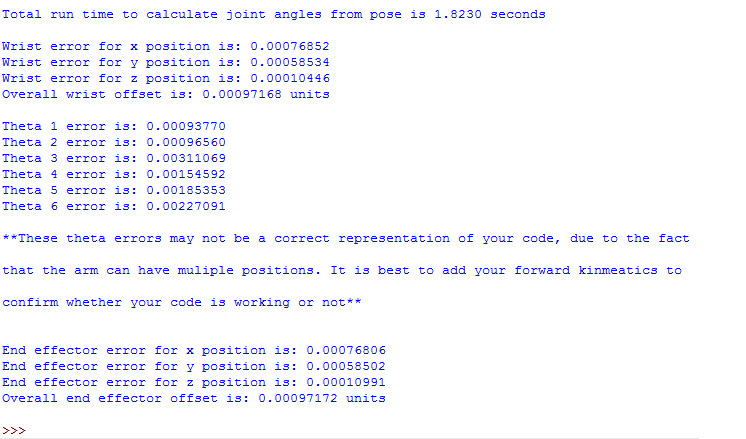 Total run time to calculate joint angles from pose is 1.8230 seconds
Wrist error for x position is: 0.00076852
Wrist error for y position is: 0.00058534
Wrist error for z position is: 0.00010446
Overall wrist offset is: 0.00097168 units
Theta 1 error is: 0.00093770
Theta 2 error is: 0.00096560
Theta 3 error is: 0.00311069
Theta 4 error is: 0.00154592
Theta 5 error is: 0.00185353
Theta 6 error is: 0.00227091
**These theta errors may not be a correct representation of your code, due to the fact
that the arm can have muliple positions. It is best to add your forward kinmeatics to
confirm whether your code is working or not**
End effector error for x position is: 0.00076806
End effector error for y position is: 0.00058502
End effector error for z position is: 0.00010991
Overall end effector offset is: 0.00097172 units
>>>